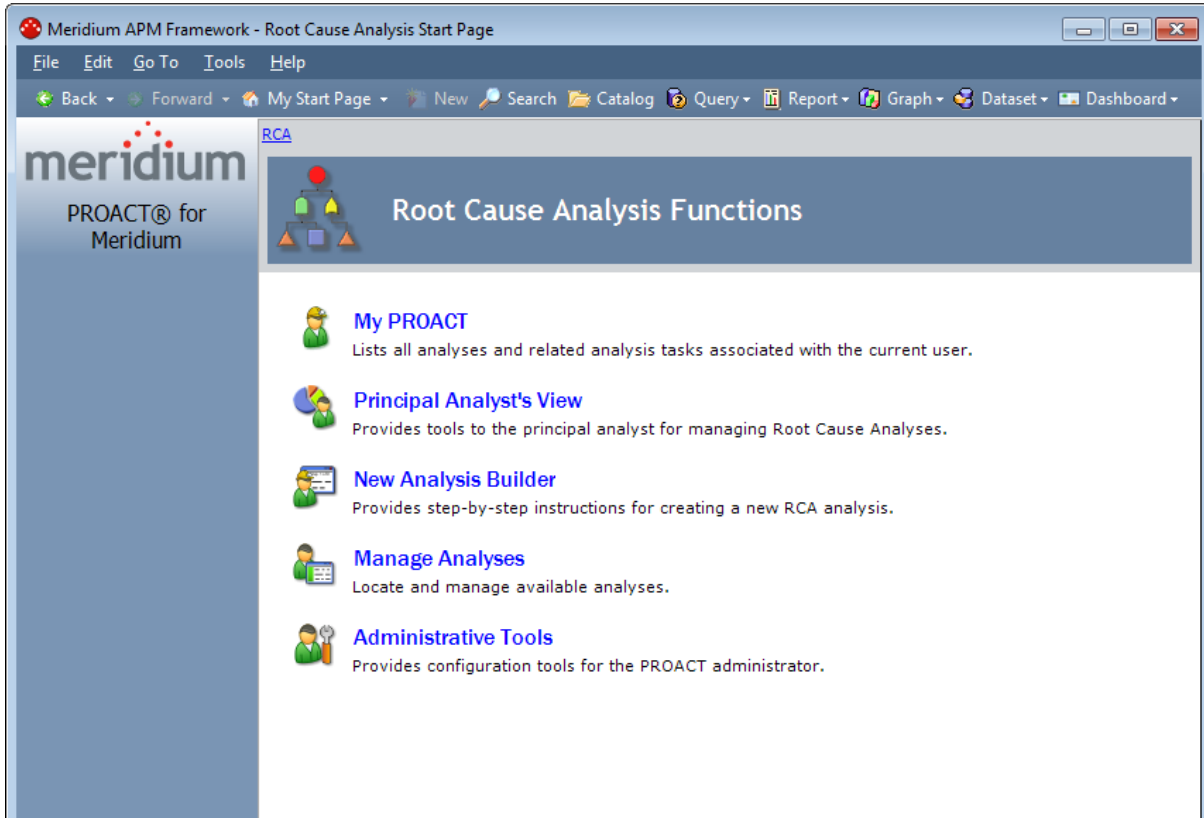 Meridium APM Framework - Root Cause Analysis Start Page
File Edit Go To Tools Help
Back Forward My Start Page New Search Catalog Query Report Graph Dataset Dashboard
meridium
PROACT® for
Meridium
RCA
Root Cause Analysis Functions
My PROACT
Lists all analyses and related analysis tasks associated with the current user.
Principal Analyst's View
Provides tools to the principal analyst for managing Root Cause Analyses.
New Analysis Builder
Provides step-by-step instructions for creating a new RCA analysis.
Manage Analyses
Locate and manage available analyses.
Administrative Tools
Provides configuration tools for the PROACT administrator.